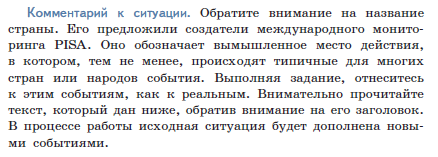 Комментарий к ситуации. Обратите внимание на название
страны. Его предложили создатели международного монито-
ринга PISA. Оно обозначает вымышленное место действия,
в котором, тем не менее, происходят типичные для многих
стран или народов события. Выполняя задание, отнеситесь
к этим событиям, как к реальным. Внимательно прочитайте
текст, который дан ниже, обратив внимание на его заголовок.
В процессе работы исходная ситуация будет дополнена новы-
ми событиями.